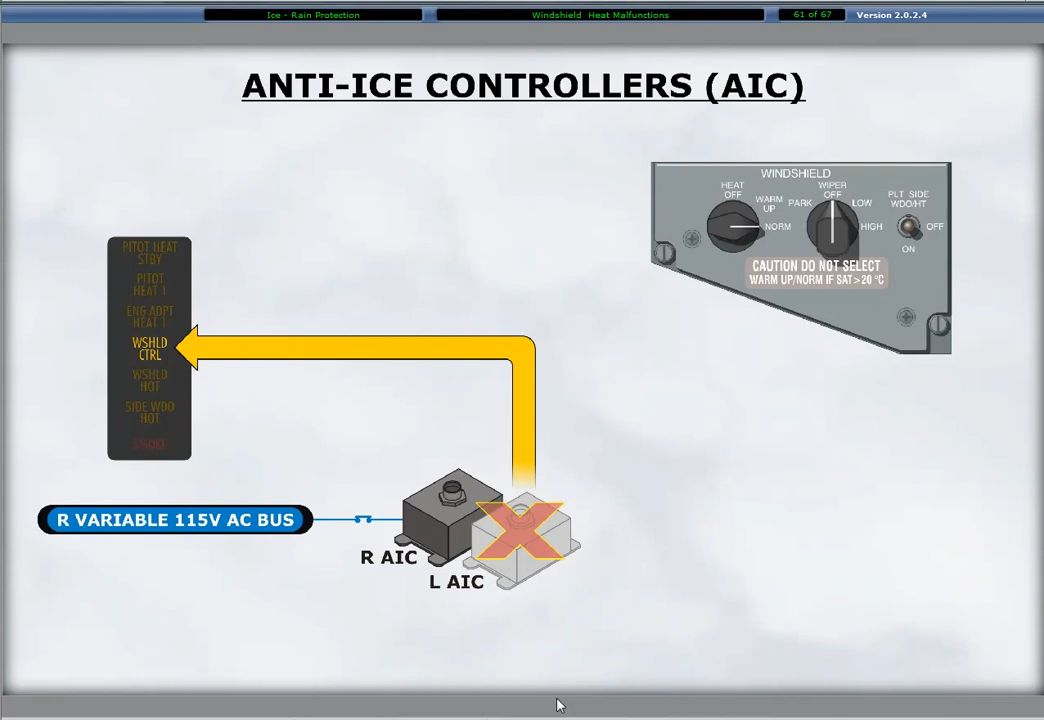 Ice - Rain Protection
Windshield Heat Malfunctions
61 of 67
Version 2.0.2.4
ANTI-ICE CONTROLLERS (AIC)
WINDSHIELD
HEAT
OFF
WARM
UP
NORM
WIPER
OFF
PARK
LOW
HIGH
PLT SIDE
WDO/HT
OFF
ON
CAUTION DO NOT SELECT
WARM UP/NORM IF SAT>20 °C
PITOT HEAT
STBY
PITOT
HEAT 1
ENG ADPT
HEAT 1
WSHLD
CTRL
WSHLD
HOT
SIDE WDO
HOT
SMOKE
R VARIABLE 115V AC BUS
R AIC
L AIC